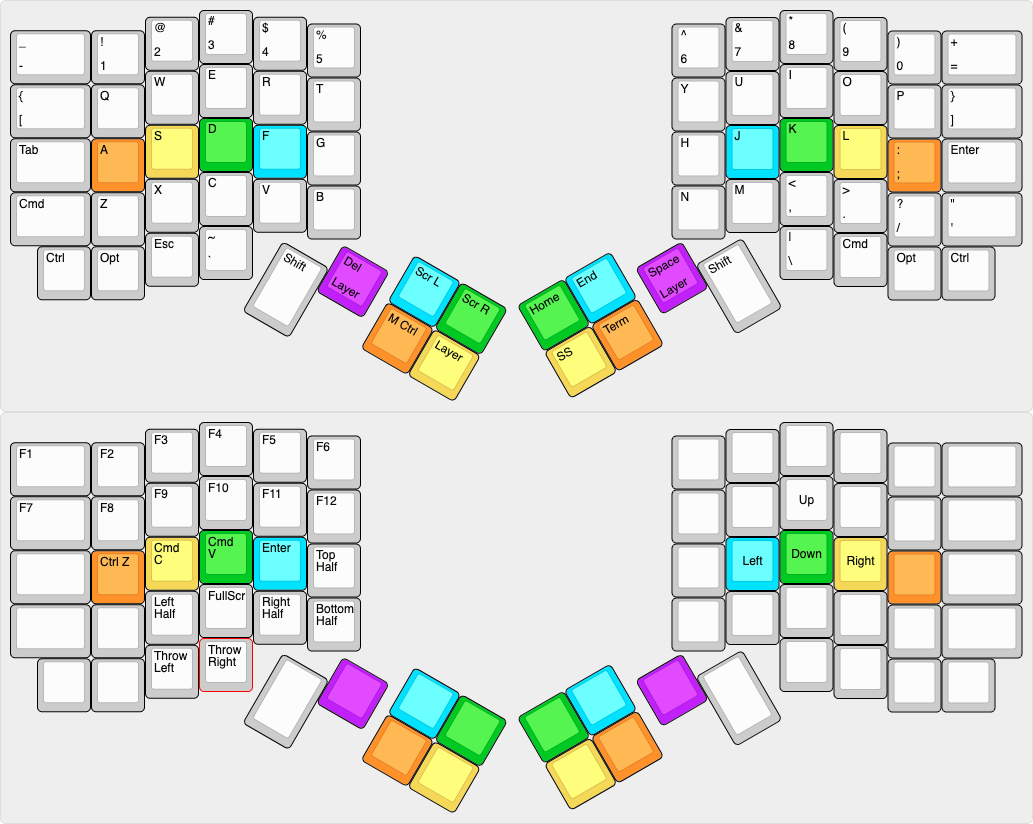 _ ! @ # $ %
- 1 2 3 4 5
{ Q W E R T
[
Tab A S D F G
Cmd Z X C V B
Ctrl Opt Esc ~
`
Shift Del
Layer
Scr L Scr R
M Ctrl Layer
^ & * ( ) +
6 7 8 9 0 =
Y U I O P }
]
H J K L : Enter
;
N M < > ? "
, . / '
| Cmd Opt Ctrl
\
Space Shift
Layer
Home End
SS Term
F1 F2 F3 F4 F5 F6
F7 F8 F9 F10 F11 F12
Ctrl Z Cmd Cmd Enter Top
C V Half
Left FullScr Right Bottom
Half Half Half
Throw Throw
Left Right
Up
Left Down Right